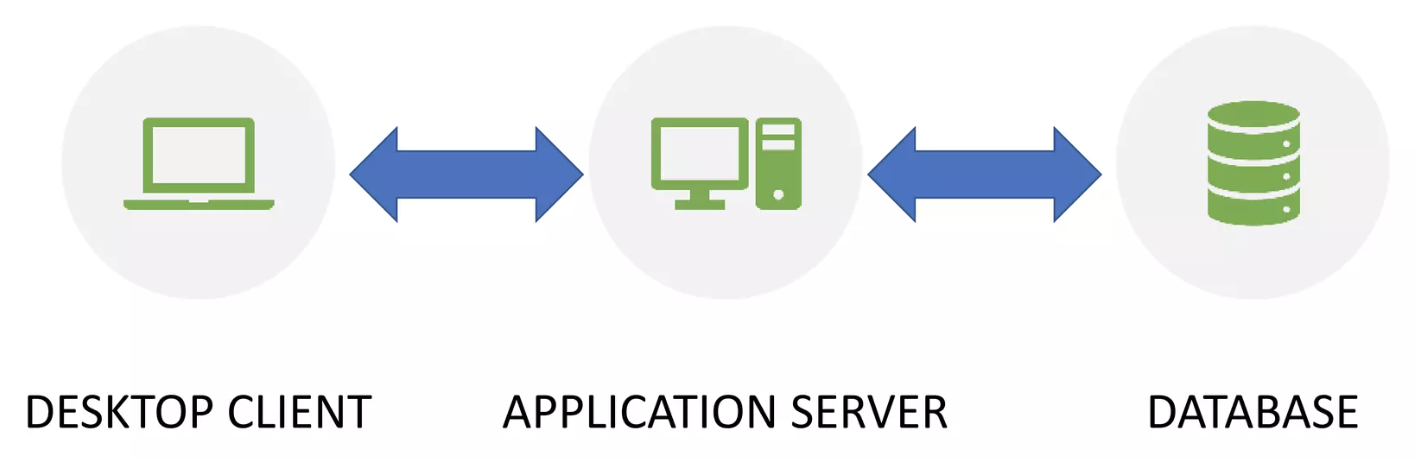 DESKTOP CLIENT
APPLICATION SERVER
DATABASE